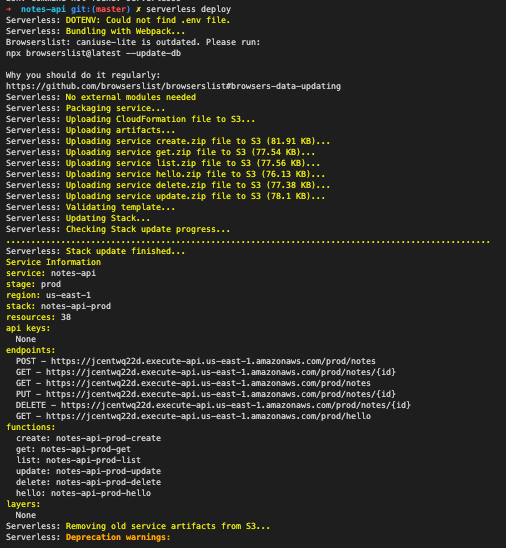 ➜  notes-api git:(master) ✗ serverless deploy
Serverless: DOTENV: Could not find .env file.
Serverless: Bundling with Webpack...
Browserslist: caniuse-lite is outdated. Please run:
npx browserslist@latest --update-db

Why you should do it regularly:
https://github.com/browserslist/browserslist#browsers-data-updating
Serverless: No external modules needed
Serverless: Packaging service...
Serverless: Uploading CloudFormation file to S3...
Serverless: Uploading artifacts...
Serverless: Uploading service create.zip file to S3 (81.91 KB)...
Serverless: Uploading service get.zip file to S3 (77.54 KB)...
Serverless: Uploading service list.zip file to S3 (77.56 KB)...
Serverless: Uploading service hello.zip file to S3 (76.13 KB)...
Serverless: Uploading service delete.zip file to S3 (77.38 KB)...
Serverless: Uploading service update.zip file to S3 (78.1 KB)...
Serverless: Validating template...
Serverless: Updating Stack...
Serverless: Checking Stack update progress...
.................................................................................................
Serverless: Stack update finished...
Service Information
service: notes-api
stage: prod
region: us-east-1
stack: notes-api-prod
resources: 38
api keys:
  None
endpoints:
  POST - https://jcentwq22d.execute-api.us-east-1.amazonaws.com/prod/notes
  GET - https://jcentwq22d.execute-api.us-east-1.amazonaws.com/prod/notes/{id}
  GET - https://jcentwq22d.execute-api.us-east-1.amazonaws.com/prod/notes
  PUT - https://jcentwq22d.execute-api.us-east-1.amazonaws.com/prod/notes/{id}
  DELETE - https://jcentwq22d.execute-api.us-east-1.amazonaws.com/prod/notes/{id}
  GET - https://jcentwq22d.execute-api.us-east-1.amazonaws.com/prod/hello
functions:
  create: notes-api-prod-create
  get: notes-api-prod-get
  list: notes-api-prod-list
  update: notes-api-prod-update
  delete: notes-api-prod-delete
  hello: notes-api-prod-hello
layers:
  None
Serverless: Removing old service artifacts from S3...
Serverless: Deprecation warnings: